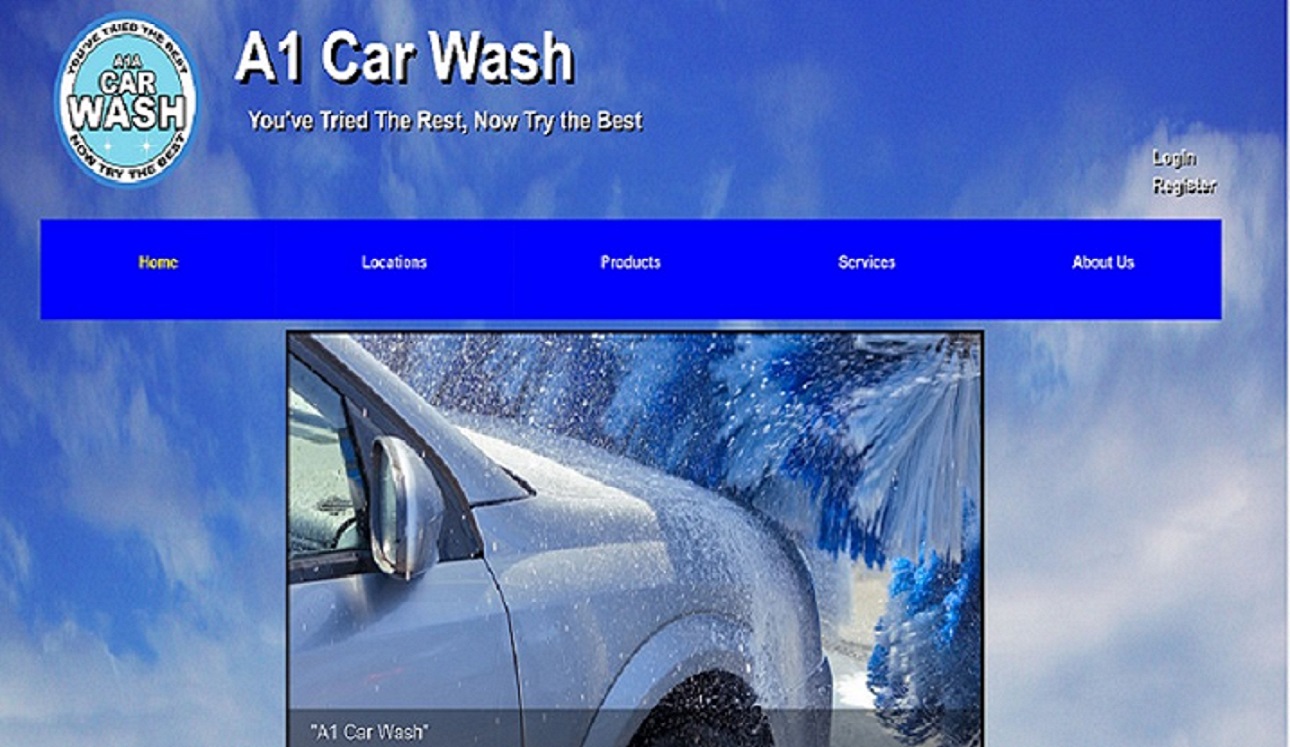 YOU'VE TRIED THE BEST
A1A
CAR
WASH
NOW TRY THE BEST
A1 Car Wash
You've Tried The Rest, Now Try the Best
Login
Register
Home
Locations
Products
Services
About Us
"A1 Car Wash"